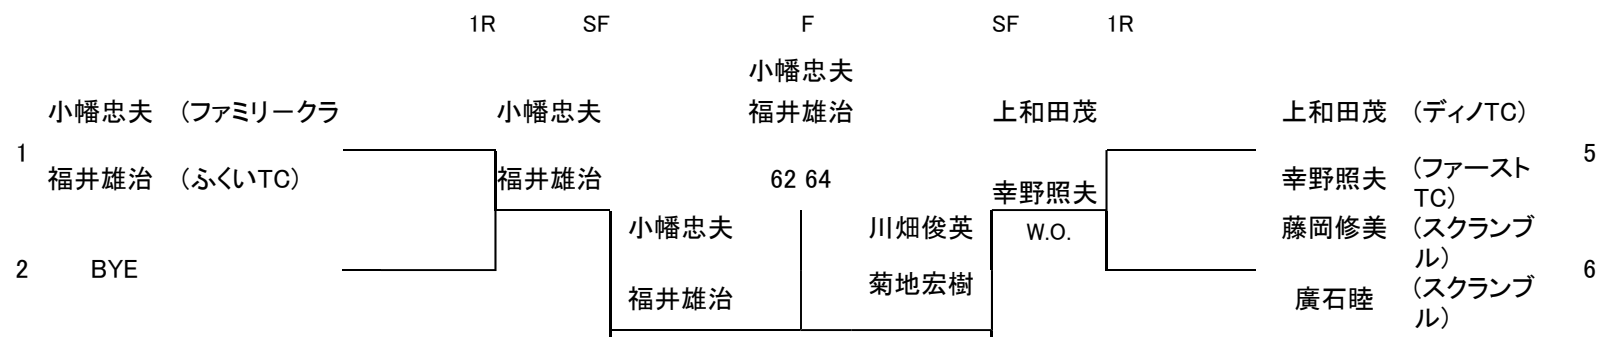 1R SF F SF 1R
小幡忠夫
小幡忠夫 (ファミリークラ 小幡忠夫 福井雄治 上和田茂 上和田茂 (ディノTC)
1 5
福井雄治 (ふくいTC) 福井雄治 62 64 幸野照夫 幸野照夫 (ファースト
TC)
小幡忠夫 川畑俊英 W.O. 藤岡修美 (スクランブ
ル)
2 BYE 菊地宏樹 6
福井雄治 廣石睦 (スクランブ
ル)